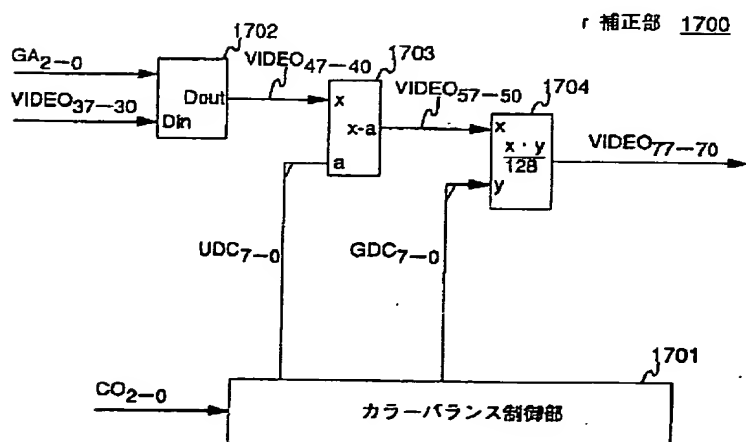 r 補正部 1700
1702
GA2-0
VIDEO47-40
1703
VIDEO57-50
1704
VIDEO37-30
Din
Dout
x
x-a
a
x
x・y
128
y
VIDEO77-70
UDC7-0
GDC7-0
1701
CO2-0
カラーバランス制御部